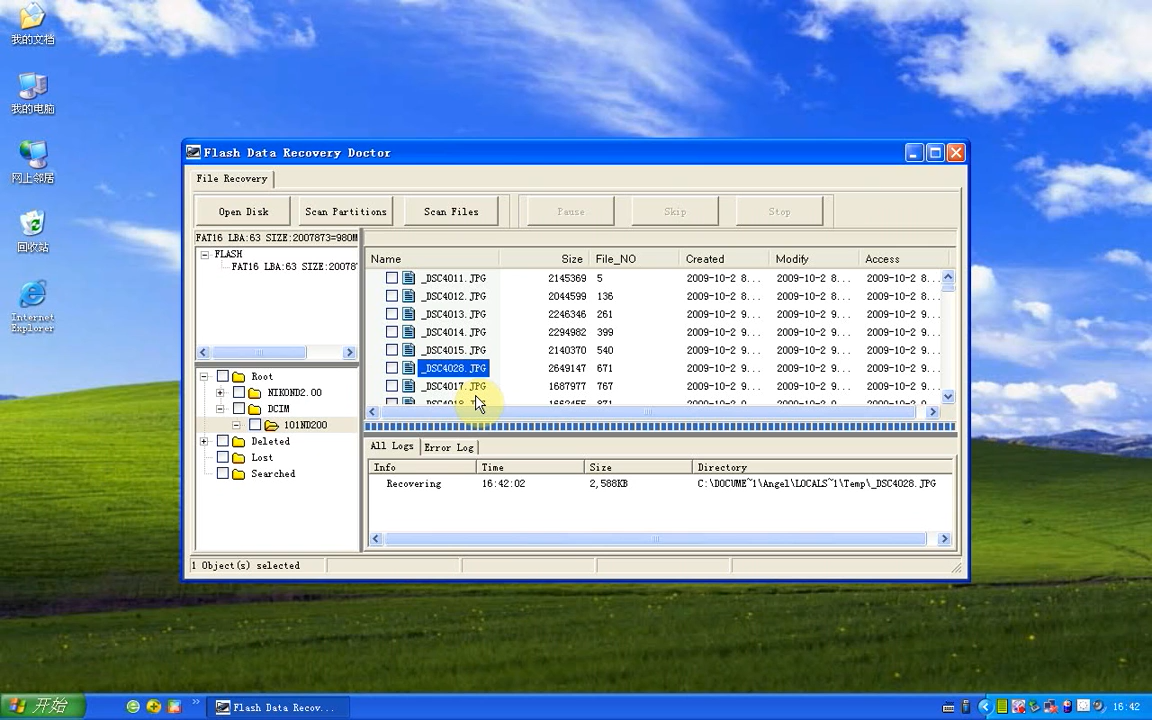 我的文档
我的电脑
网上邻居
回收站
Internet
Explorer
Flash Data Recovery Doctor
File Recovery
Open Disk
Scan Partitions
Scan Files
Pause
Skip
Stop
FAT16 LBA:63 SIZE:2007873=980M
FLASH
FAT16 LBA:63 SIZE:20078
Name Size File_NO Created Modify Access
_DSC4011.JPG 2145369 5 2009-10-2 8... 2009-10-2 8... 2009-10-2 8...
_DSC4012.JPG 2044599 136 2009-10-2 8... 2009-10-2 8... 2009-10-2 8...
_DSC4013.JPG 2246346 261 2009-10-2 9... 2009-10-2 9... 2009-10-2 9...
_DSC4014.JPG 2294982 399 2009-10-2 9... 2009-10-2 9... 2009-10-2 9...
_DSC4015.JPG 2140370 540 2009-10-2 9... 2009-10-2 9... 2009-10-2 9...
_DSC4028.JPG 2649147 671 2009-10-2 9... 2009-10-2 9... 2009-10-2 9...
_DSC4017.JPG 1687977 767 2009-10-2 9... 2009-10-2 9... 2009-10-2 9...
Root
NIKOND2.00
DCIM
101ND200
Deleted
Lost
Searched
All Logs
Error Log
Info Time Size Directory
Recovering 16:42:02 2,588KB C:\DOCUME~1\Angel\LOCALS~1\Temp\_DSC4028.JPG
1 Object(s) selected
开始
Flash Data Recov...
16:42